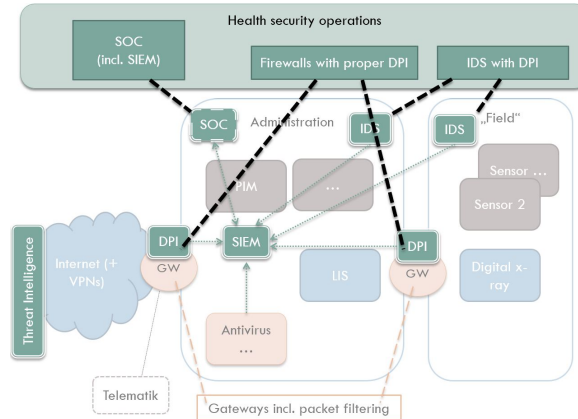 Health security operations
SOC
(incl. SIEM)
Firewalls with proper DPI
IDS with DPI
SOC
Administration
IDS
IDS
„Field“
PIM
...
Sensor ...
Sensor 2
Threat Intelligence
Internet (+
VPNs)
DPI
GW
SIEM
DPI
GW
LIS
Digital x-
ray
Antivirus
...
Telematik
Gateways incl. packet filtering